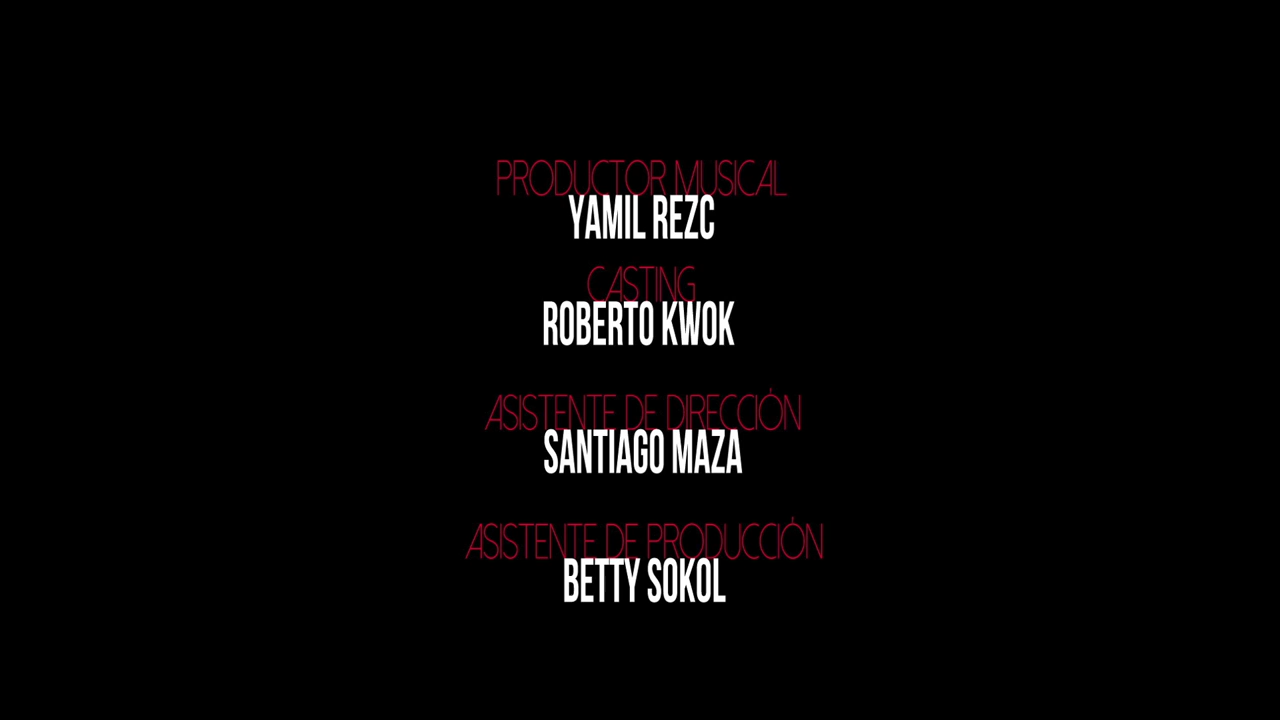 PRODUCTOR MUSICAL
YAMIL REZC
CASTING
ROBERTO KWOK
ASISTENTE DE DIRECCIÓN
SANTIAGO MAZA
ASISTENTE DE PRODUCCIÓN
BETTY SOKOL